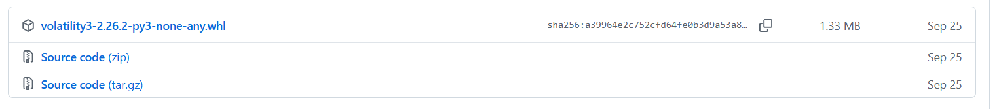 volatility3-2.26.2-py3-none-any.whl sha256:a39964e2c752cfd64fe0b3d9a53a8… 1.33 MB Sep 25
Source code (zip) Sep 25
Source code (tar.gz) Sep 25